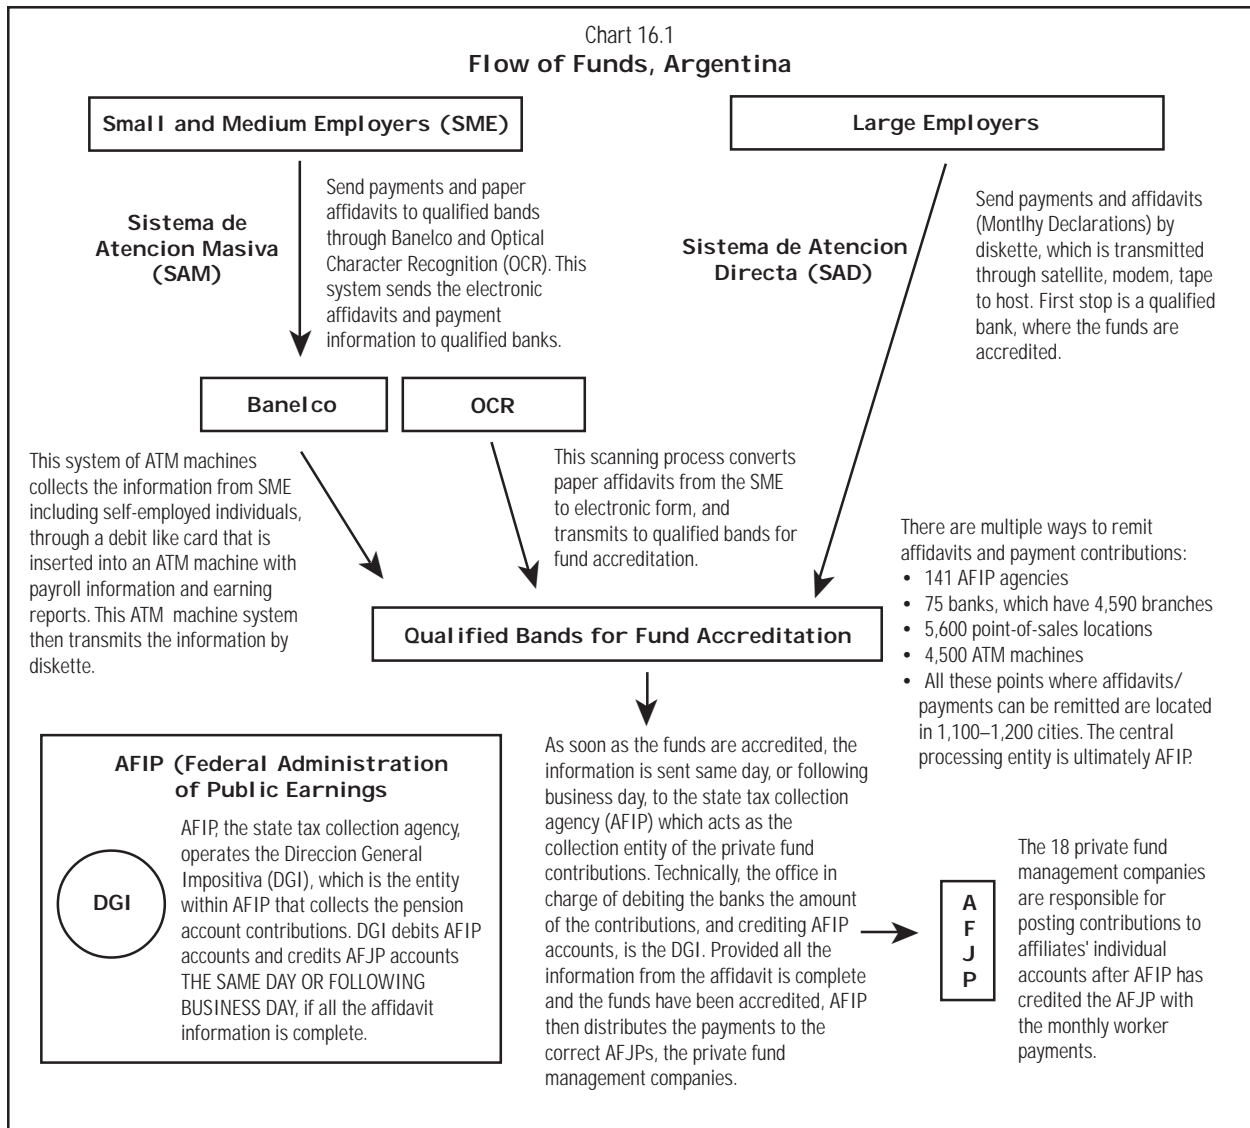 Chart 16.1
Flow of Funds, Argentina
Small and Medium Employers (SME)
Large Employers
Sistema de
Atencion Masiva
(SAM)
Send payments and paper
affidavits to qualified bands
through Banelco and Optical
Character Recognition (OCR). This
system sends the electronic
affidavits and payment
information to qualified banks.
Sistema de Atencion
Directa (SAD)
Send payments and affidavits
(Montlhy Declarations) by
diskette, which is transmitted
through satellite, modem, tape
to host. First stop is a qualified
bank, where the funds are
accredited.
Banelco
OCR
This system of ATM machines
collects the information from SME
including self-employed individuals,
through a debit like card that is
inserted into an ATM machine with
payroll information and earning
reports. This ATM  machine system
then transmits the information by
diskette.
This scanning process converts
paper affidavits from the SME
to electronic form, and
transmits to qualified bands for
fund accreditation.
There are multiple ways to remit
affidavits and payment contributions:
• 141 AFIP agencies
• 75 banks, which have 4,590 branches
• 5,600 point-of-sales locations
• 4,500 ATM machines
• All these points where affidavits/
payments can be remitted are located
in 1,100–1,200 cities. The central
processing entity is ultimately AFIP.
Qualified Bands for Fund Accreditation
AFIP (Federal Administration
of Public Earnings
DGI
AFIP, the state tax collection agency,
operates the Direccion General
Impositiva (DGI), which is the entity
within AFIP that collects the pension
account contributions. DGI debits AFIP
accounts and credits AFJP accounts
THE SAME DAY OR FOLLOWING
BUSINESS DAY, if all the affidavit
information is complete.
As soon as the funds are accredited, the
information is sent same day, or following
business day, to the state tax collection
agency (AFIP) which acts as the
collection entity of the private fund
contributions. Technically, the office in
charge of debiting the banks the amount
of the contributions, and crediting AFIP
accounts, is the DGI. Provided all the
information from the affidavit is complete
and the funds have been accredited, AFIP
then distributes the payments to the
correct AFJPs, the private fund
management companies.
A
F
J
P
The 18 private fund
management companies
are responsible for
posting contributions to
affiliates' individual
accounts after AFIP has
credited the AFJP with
the monthly worker
payments.